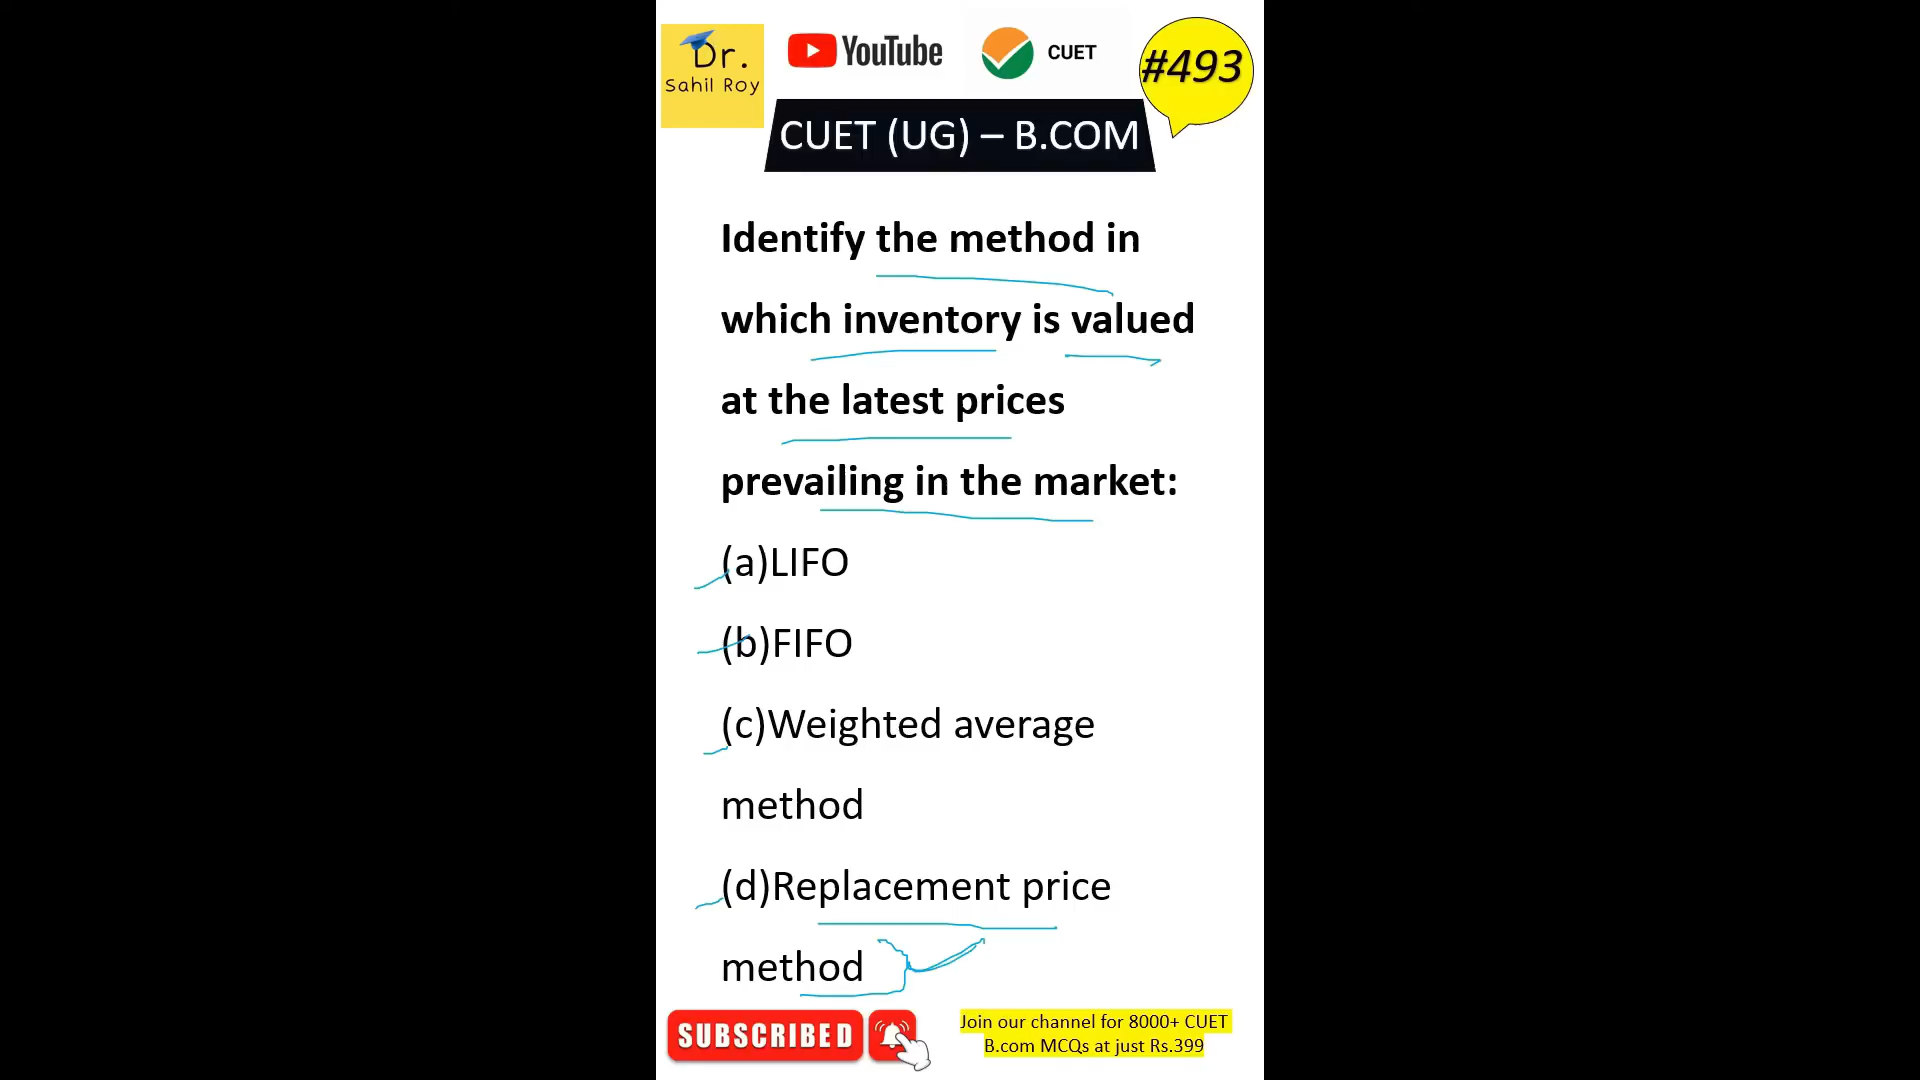 Dr.
Sahil Roy
YouTube
CUET
#493
CUET (UG) – B.COM
Identify the method in
which inventory is valued
at the latest prices
prevailing in the market:
(a)LIFO
(b)FIFO
(c)Weighted average
method
(d)Replacement price
method
SUBSCRIBED
Join our channel for 8000+ CUET
B.com MCQs at just Rs.399